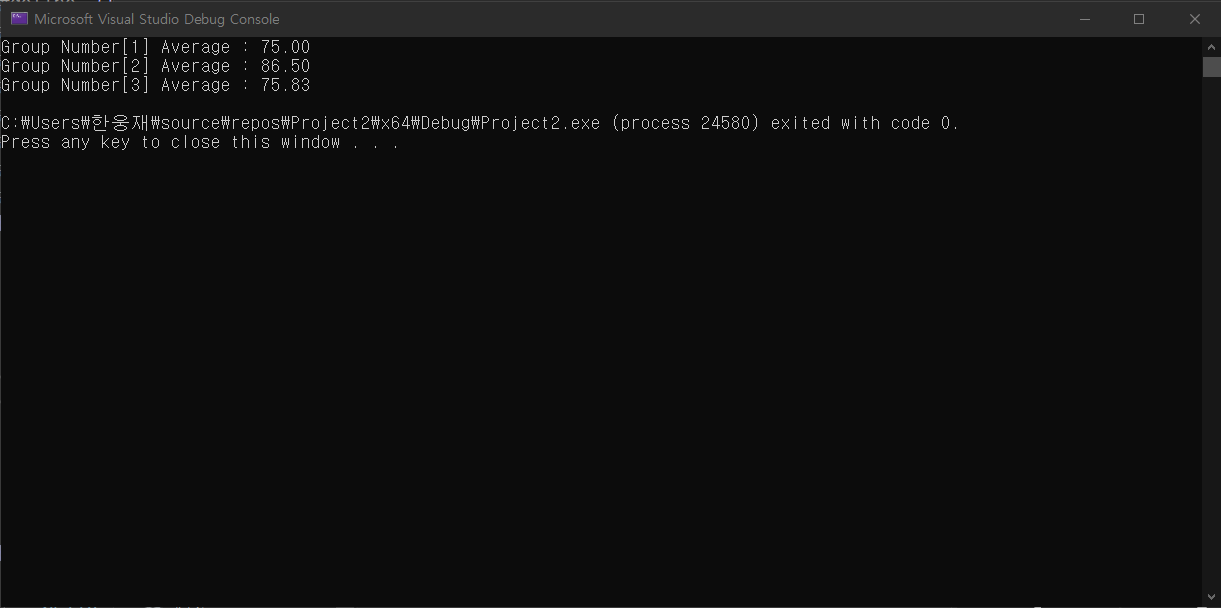 Microsoft Visual Studio Debug Console
Group Number[1] Average : 75.00
Group Number[2] Average : 86.50
Group Number[3] Average : 75.83
C:₩Users₩한웅재₩source₩repos₩Project2₩x64₩Debug₩Project2.exe (process 24580) exited with code 0.
Press any key to close this window . . .